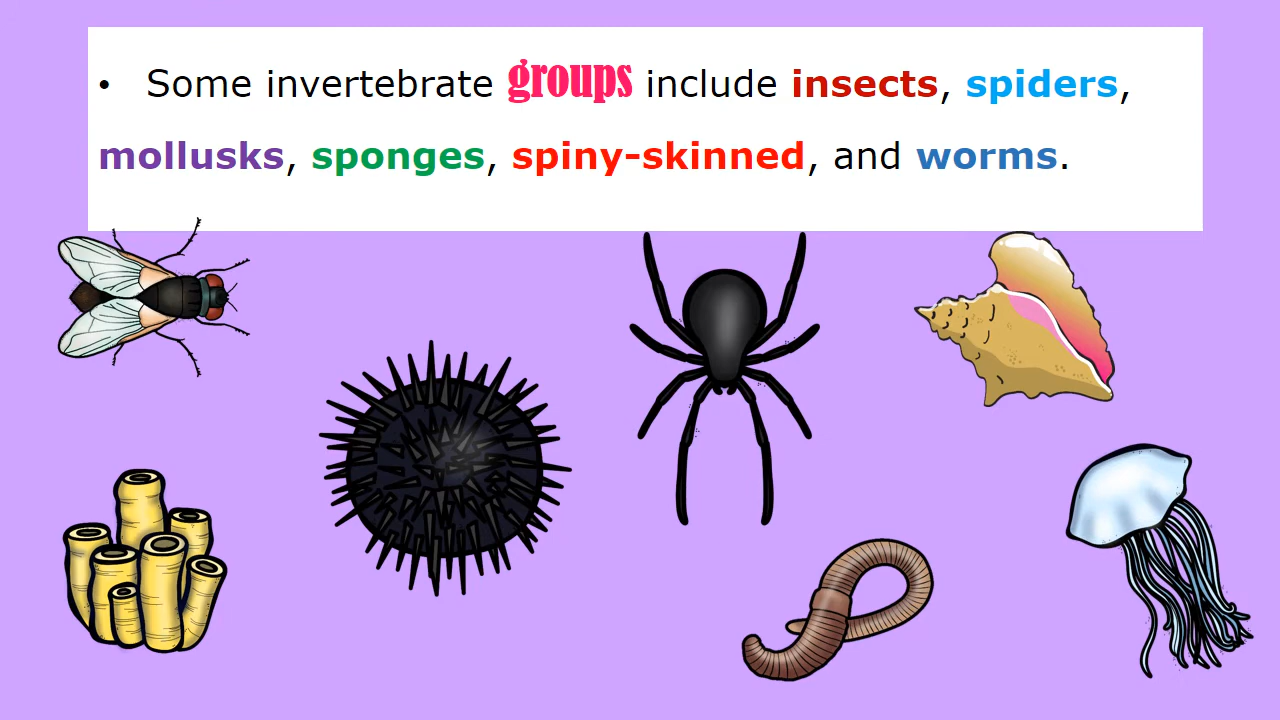 • Some invertebrate groups include insects, spiders,
mollusks, sponges, spiny-skinned, and worms.